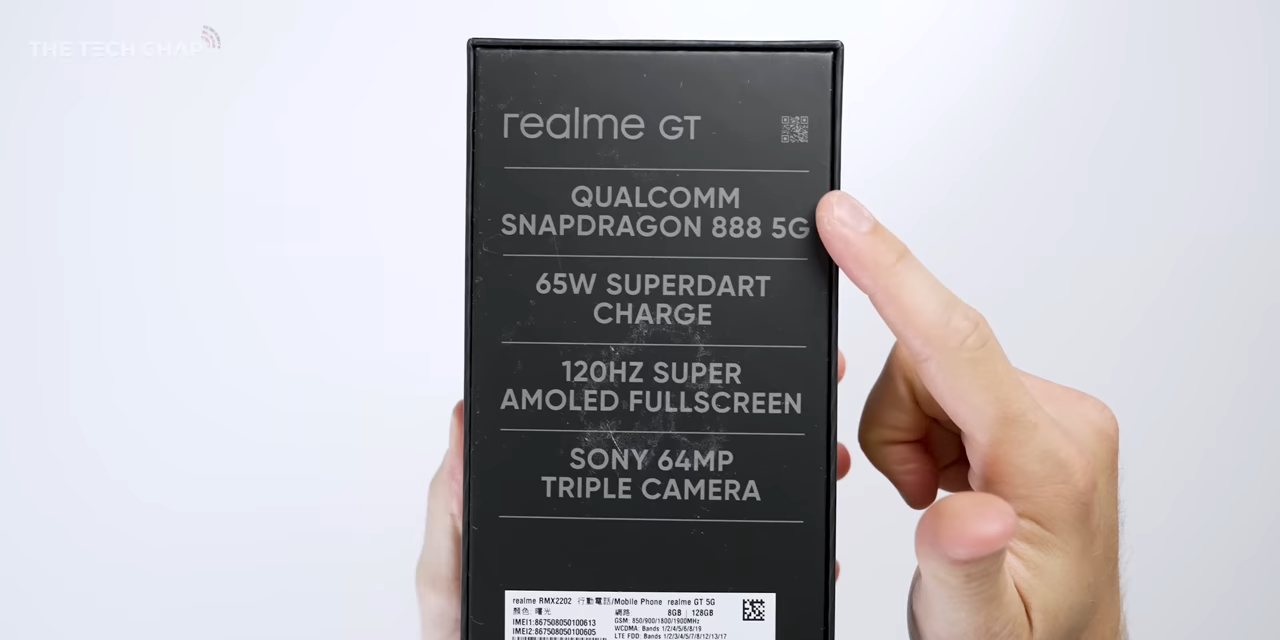 THE TECH CHAP
realme GT
QUALCOMM
SNAPDRAGON 888 5G
65W SUPERDART
CHARGE
120HZ SUPER
AMOLED FULLSCREEN
SONY 64MP
TRIPLE CAMERA
realme RMX2202 行動電話/Mobile Phone realme GT 5G
顏色: 曙光 網路 8GB | 128GB
IMEI1:867508050100613 GSM: 850/900/1800/1900MHz
IMEI2:867508050100605 WCDMA: Bands 1/2/4/5/6/8/19
LTE FDD: Bands 1/2/3/4/5/7/8/12/13/17